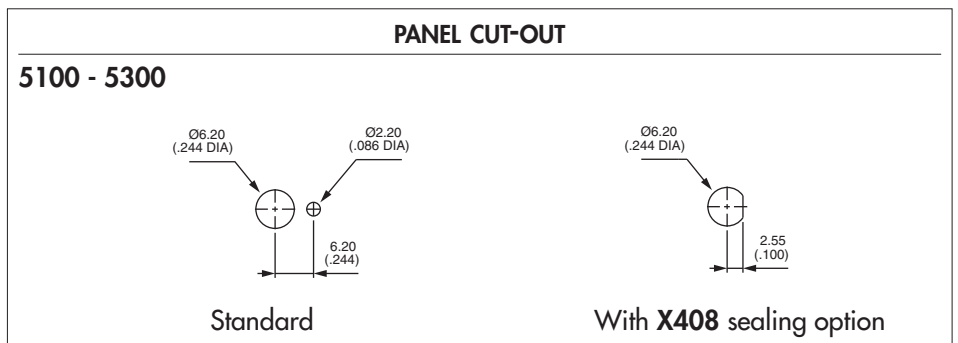 PANEL CUT-OUT
5100 - 5300
Ø6.20
(.244 DIA)
Ø2.20
(.086 DIA)
6.20
(.244)
Standard
Ø6.20
(.244 DIA)
2.55
(.100)
With X408 sealing option